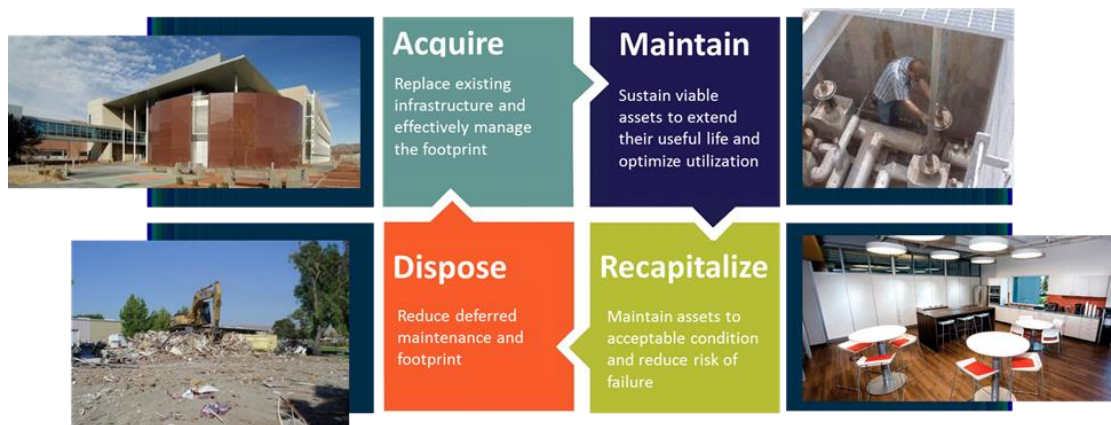 Acquire
Replace existing
infrastructure and
effectively manage
the footprint
Maintain
Sustain viable
assets to extend
their useful life and
optimize utilization
Dispose
Reduce deferred
maintenance and
footprint
Recapitalize
Maintain assets to
acceptable condition
and reduce risk of
failure